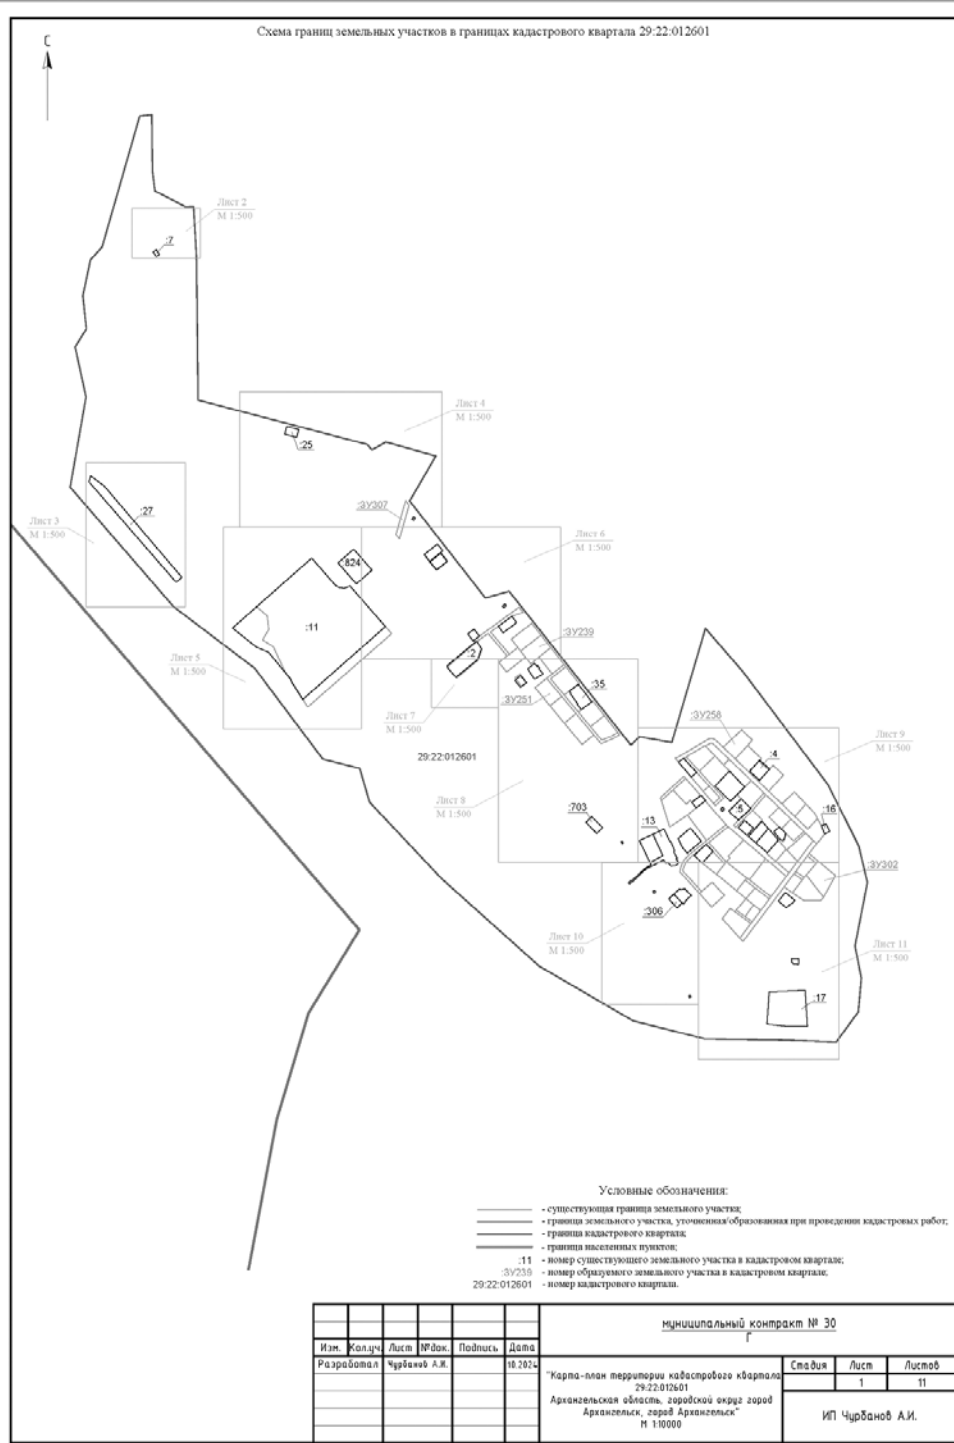 Схема границ земельных участков в границах кадастрового квартала 29:22:012601
С
Лист 2
М 1:500
:7
Лист 4
М 1:500
:25
:ЗУ307
:27
Лист 3
М 1:500
Лист 6
М 1:500
:824
:11
:ЗУ239
:2
Лист 5
М 1:500
:35
:ЗУ251
Лист 7
М 1:500
:ЗУ258
Лист 9
М 1:500
29:22:012601
:4
Лист 8
М 1:500
:703
:5
:16
:13
:ЗУ302
:306
Лист 10
М 1:500
Лист 11
М 1:500
:17
Условные обозначения:
- существующая граница земельного участка;
- граница земельного участка, уточненная/образованная при проведении кадастровых работ;
- граница кадастрового квартала;
- граница населенных пунктов;
:11 - номер существующего земельного участка в кадастровом квартале;
:ЗУ239 - номер образуемого земельного участка в кадастровом квартале;
29:22:012601 - номер кадастрового квартала.
муниципальный контракт № 30
Г
Изм. Кол.уч. Лист №док. Подпись Дата
Разработал Чурбанов А.И. 10.2024
"Карта-план территории кадастрового квартала
29:22:012601
Архангельская область, городской округ город
Архангельск, город Архангельск"
М 1:10000
Стадия Лист Листов
1 11
ИП Чурбанов А.И.